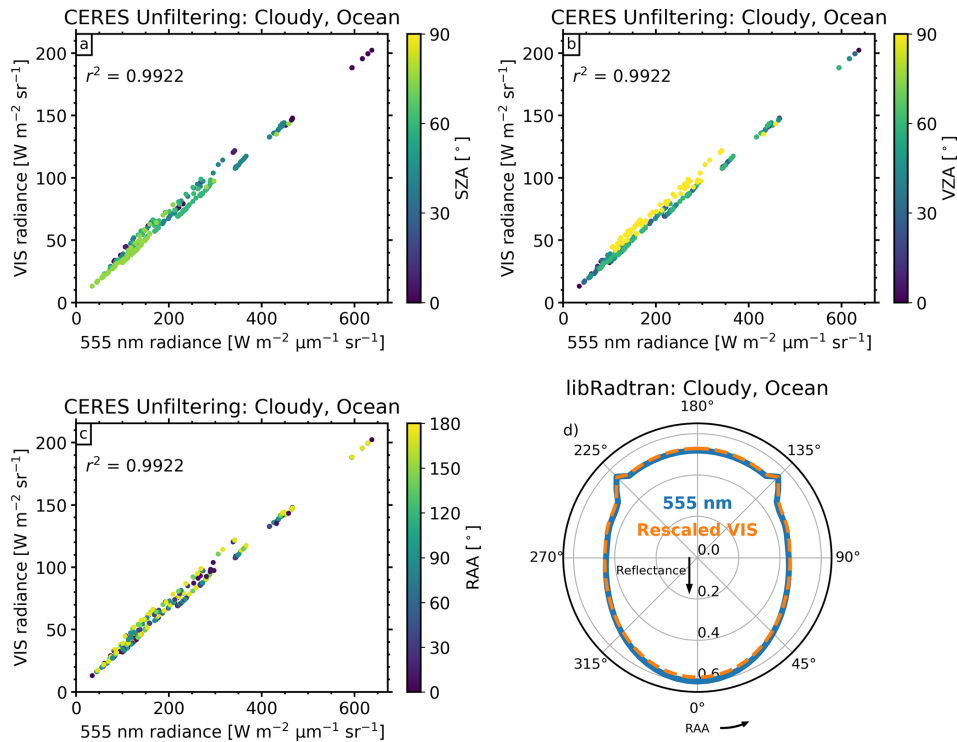 CERES Unfiltering: Cloudy, Ocean
a
r² = 0.9922
200
150
100
50
0
VIS radiance [W m⁻² sr⁻¹]
0 200 400 600
555 nm radiance [W m⁻² μm⁻¹ sr⁻¹]
90
60
30
0
SZA [°]
CERES Unfiltering: Cloudy, Ocean
b
r² = 0.9922
200
150
100
50
0
VIS radiance [W m⁻² sr⁻¹]
0 200 400 600
555 nm radiance [W m⁻² μm⁻¹ sr⁻¹]
90
60
30
0
VZA [°]
CERES Unfiltering: Cloudy, Ocean
c
r² = 0.9922
200
150
100
50
0
VIS radiance [W m⁻² sr⁻¹]
0 200 400 600
555 nm radiance [W m⁻² μm⁻¹ sr⁻¹]
180
150
120
90
60
30
0
RAA [°]
libRadtran: Cloudy, Ocean
d)
180°
225° 135°
555 nm
Rescaled VIS
0.0
270° 90°
Reflectance
0.2
0.4
315° 45°
0.6
0°
RAA